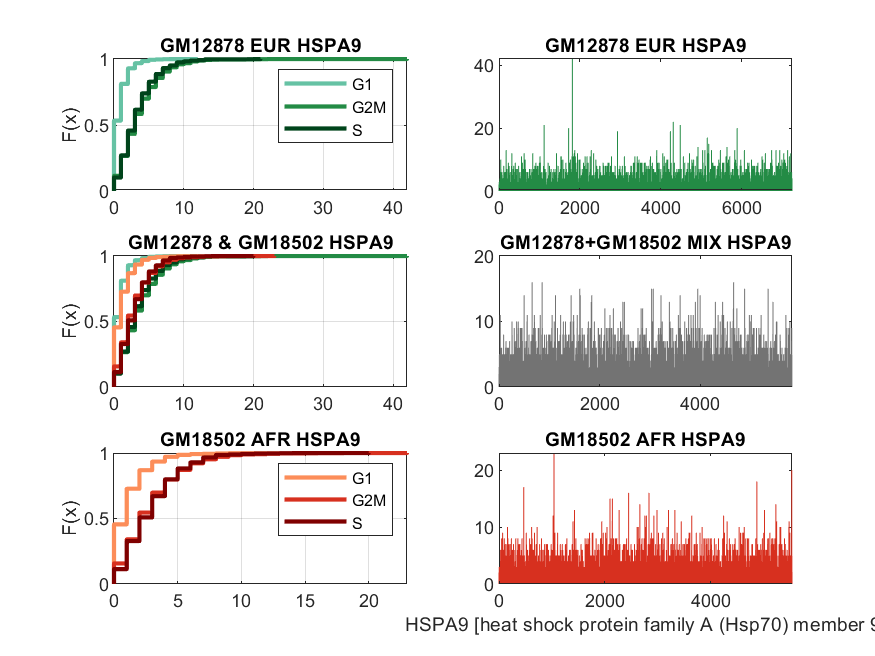 GM12878 EUR HSPA9
1
0.5
0
F(x)
0 10 20 30 40
G1
G2M
S
GM12878 EUR HSPA9
40
20
0
0 2000 4000 6000
GM12878 & GM18502 HSPA9
1
0.5
0
F(x)
0 10 20 30 40
GM12878+GM18502 MIX HSPA9
20
10
0
0 2000 4000
GM18502 AFR HSPA9
1
0.5
0
F(x)
0 5 10 15 20
G1
G2M
S
GM18502 AFR HSPA9
20
10
0
0 2000 4000
HSPA9 [heat shock protein family A (Hsp70) member 9